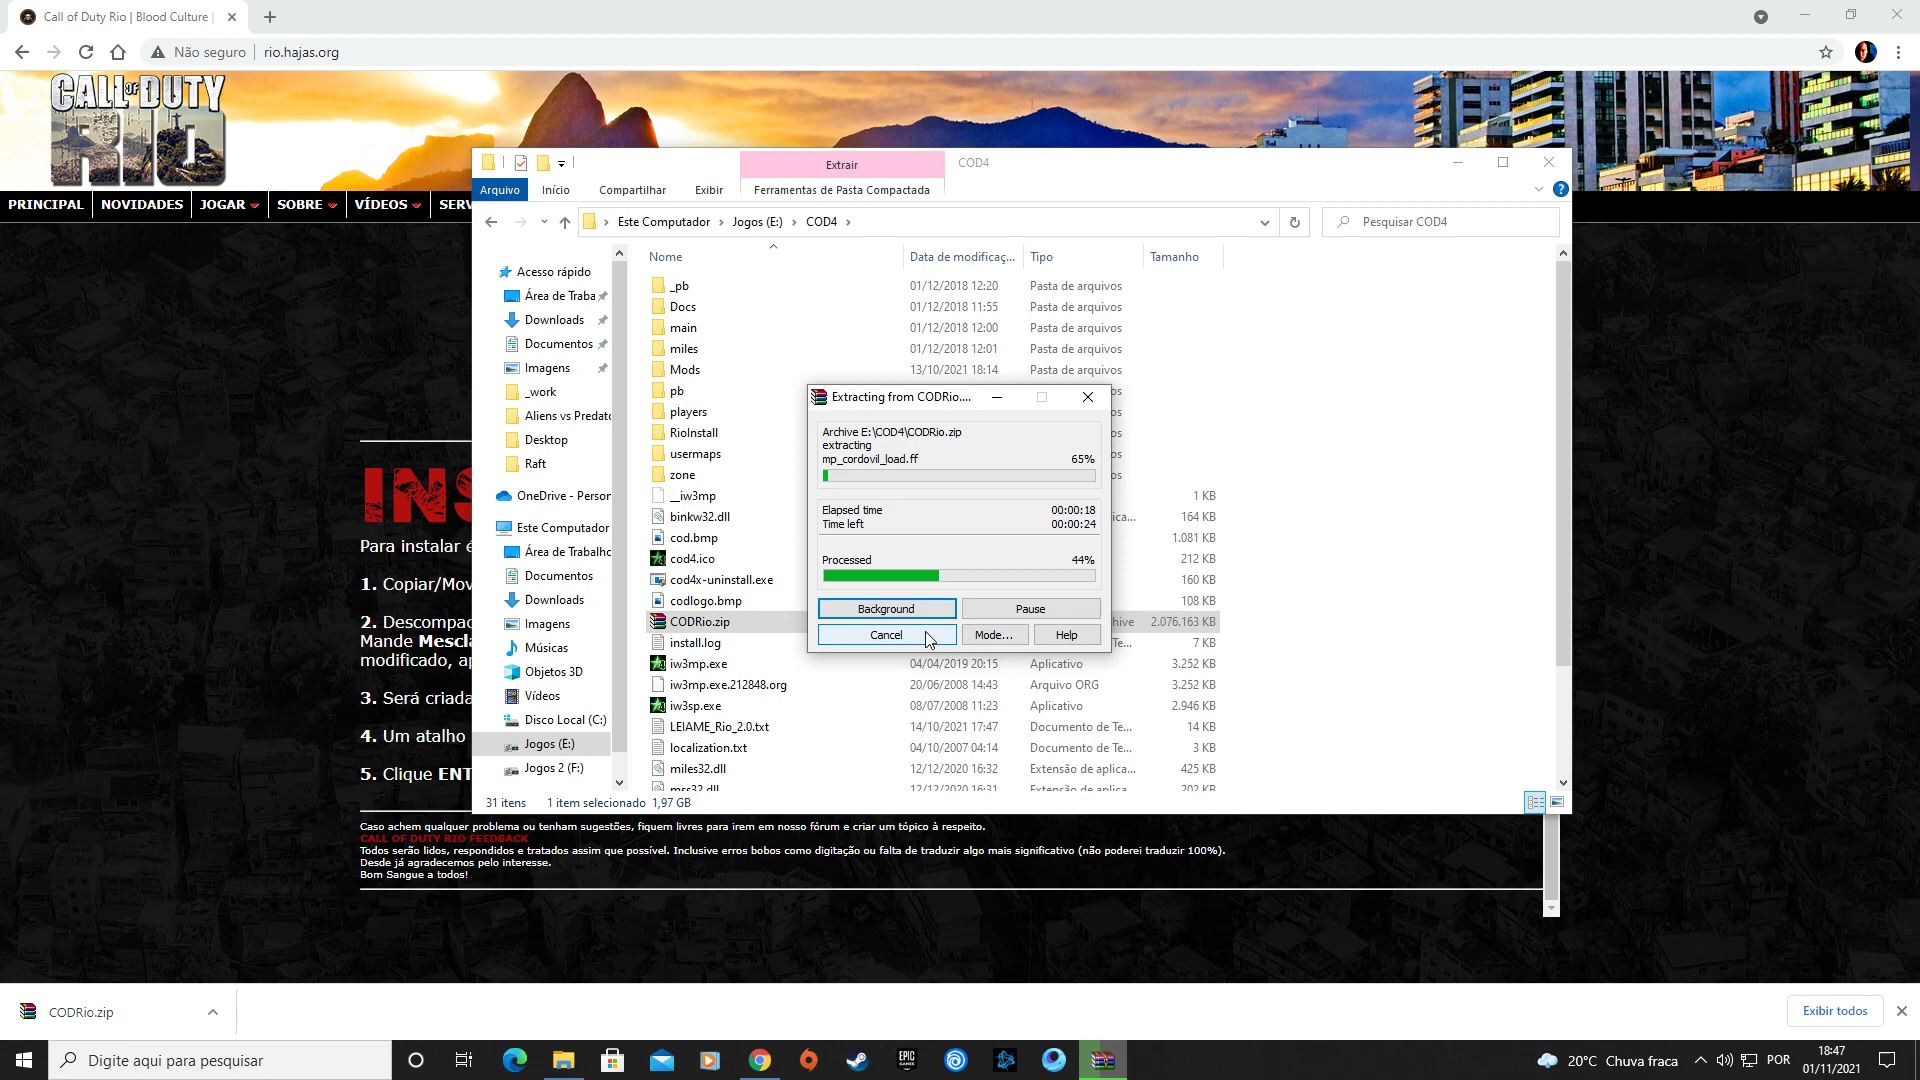 Call of Duty Rio | Blood Culture |
Não seguro
rio.hajas.org
CALL OF DUTY
RIO
PRINCIPAL
NOVIDADES
JOGAR
SOBRE
VÍDEOS
SERV
Extrair
COD4
Arquivo
Início
Compartilhar
Exibir
Ferramentas de Pasta Compactada
Este Computador
Jogos (E:)
COD4
Pesquisar COD4
Nome
Data de modificaç...
Tipo
Tamanho
Acesso rápido
Área de Traba
Downloads
Documentos
Imagens
_work
Aliens vs Predato
Desktop
Raft
OneDrive - Person
Este Computador
Área de Trabalho
Documentos
Downloads
Imagens
Músicas
Objetos 3D
Vídeos
Disco Local (C:)
Jogos (E:)
Jogos 2 (F:)
_pb 01/12/2018 12:20 Pasta de arquivos
Docs 01/12/2018 11:55 Pasta de arquivos
main 01/12/2018 12:00 Pasta de arquivos
miles 01/12/2018 12:01 Pasta de arquivos
Mods 13/10/2021 18:14 Pasta de arquivos
pb os
players os
RioInstall os
usermaps os
zone os
__iw3mp 1 KB
binkw32.dll ica... 164 KB
cod.bmp 1.081 KB
cod4.ico 212 KB
cod4x-uninstall.exe 160 KB
codlogo.bmp 108 KB
CODRio.zip hive 2.076.163 KB
install.log Te... 7 KB
iw3mp.exe 04/04/2019 20:15 Aplicativo 3.252 KB
iw3mp.exe.212848.org 20/06/2008 14:43 Arquivo ORG 3.252 KB
iw3sp.exe 08/07/2008 11:23 Aplicativo 2.946 KB
LEIAME_Rio_2.0.txt 14/10/2021 17:47 Documento de Te... 14 KB
localization.txt 04/10/2007 04:14 Documento de Te... 3 KB
miles32.dll 12/12/2020 16:32 Extensão de aplica... 425 KB
mss32.dll 12/12/2020 16:31 Extensão de aplica... 202 KB
31 itens 1 item selecionado 1,97 GB
Extracting from CODRio....
Archive E:\COD4\CODRio.zip
extracting
mp_cordovil_load.ff 65%
Elapsed time 00:00:18
Time left 00:00:24
Processed 44%
Background
Pause
Cancel
Mode...
Help
INS
Para instalar é
1. Copiar/Mov
2. Descompac
Mande Mescla
modificado, ap
3. Será criada
4. Um atalho
5. Clique ENT
Caso achem qualquer problema ou tenham sugestões, fiquem livres para irem em nosso fórum e criar um tópico à respeito.
CALL OF DUTY RIO FEEDBACK
Todos serão lidos, respondidos e tratados assim que possível. Inclusive erros bobos como digitação ou falta de traduzir algo mais significativo (não poderei traduzir 100%).
Desde já agradecemos pelo interesse.
Bom Sangue a todos!
CODRio.zip
Exibir todos
Digite aqui para pesquisar
EPIC GAMES
20°C Chuva fraca
POR
18:47
01/11/2021